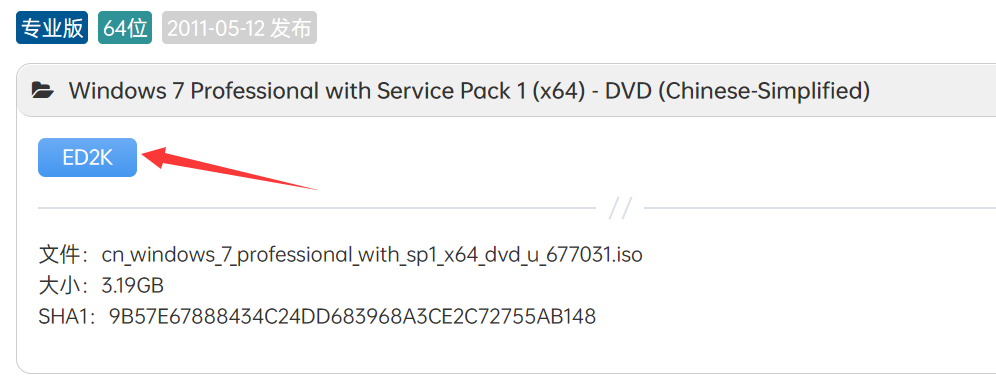 专业版 64位 2011-05-12 发布
Windows 7 Professional with Service Pack 1 (x64) - DVD (Chinese-Simplified)
ED2K
//
文件：cn_windows_7_professional_with_sp1_x64_dvd_u_677031.iso
大小：3.19GB
SHA1：9B57E67888434C24DD683968A3CE2C72755AB148